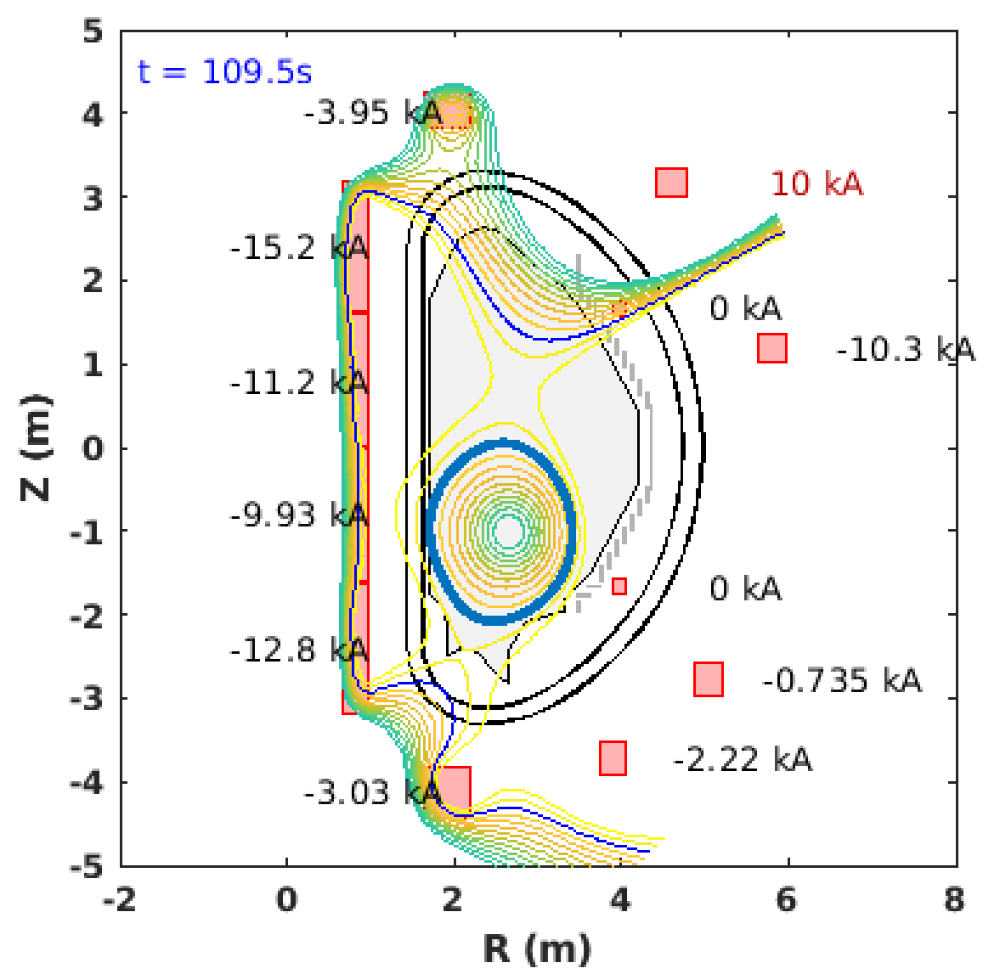 5
t = 109.5s
4
-3.95 kA
3
10 kA
-15.2 kA
2
0 kA
1
-10.3 kA
-11.2 kA
Z (m)
0
-9.93 kA
-1
0 kA
-2
-12.8 kA
-0.735 kA
-3
-2.22 kA
-4
-3.03 kA
-5
-2 0 2 4 6 8
R (m)